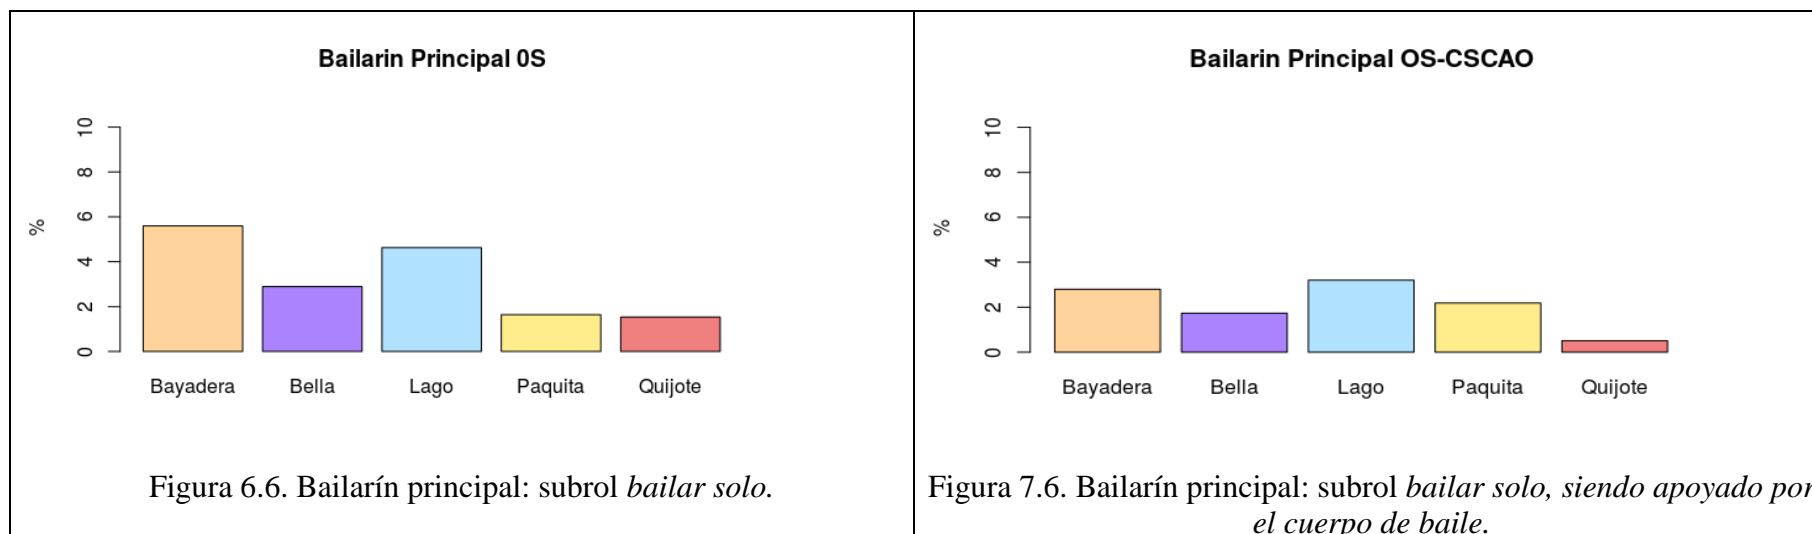 Bailarin Principal 0S
%
10
8
6
4
2
0
Bayadera Bella Lago Paquita Quijote
Figura 6.6. Bailarín principal: subrol bailar solo.
Bailarin Principal OS-CSCAO
%
10
8
6
4
2
0
Bayadera Bella Lago Paquita Quijote
Figura 7.6. Bailarín principal: subrol bailar solo, siendo apoyado por
el cuerpo de baile.